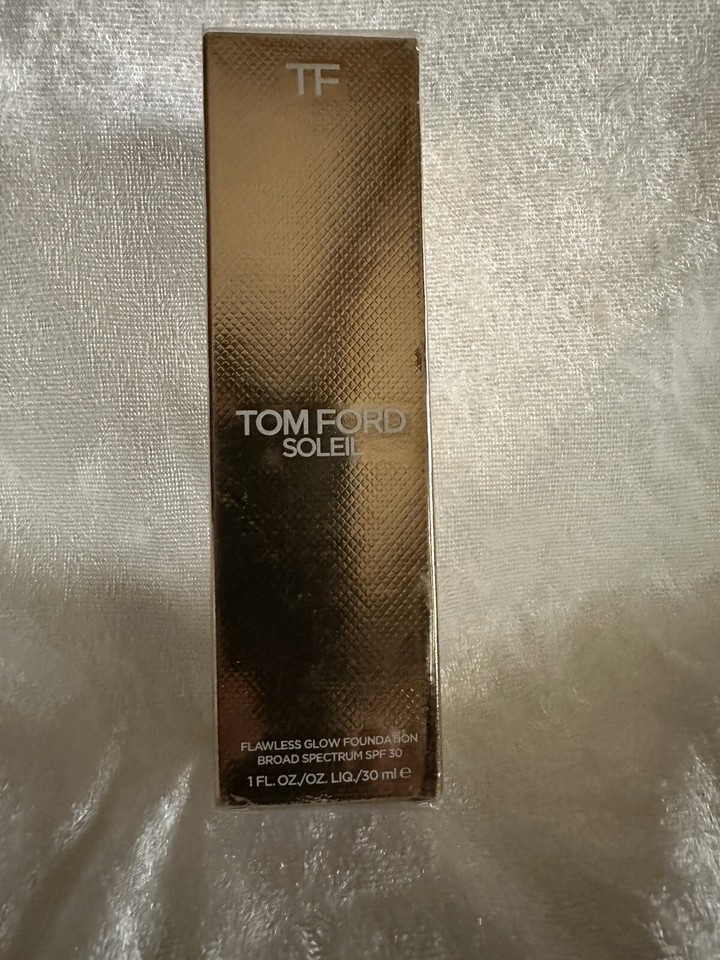 TF
TOM FORD
SOLEIL
FLAWLESS GLOW FOUNDATION
BROAD SPECTRUM SPF 30
1 FL. OZ./OZ. LIQ./30 ml ℮